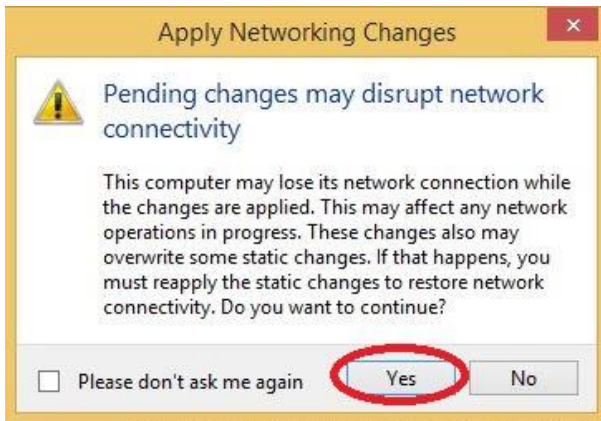 Apply Networking Changes
Pending changes may disrupt network
connectivity
This computer may lose its network connection while
the changes are applied. This may affect any network
operations in progress. These changes also may
overwrite some static changes. If that happens, you
must reapply the static changes to restore network
connectivity. Do you want to continue?
Please don't ask me again
Yes
No